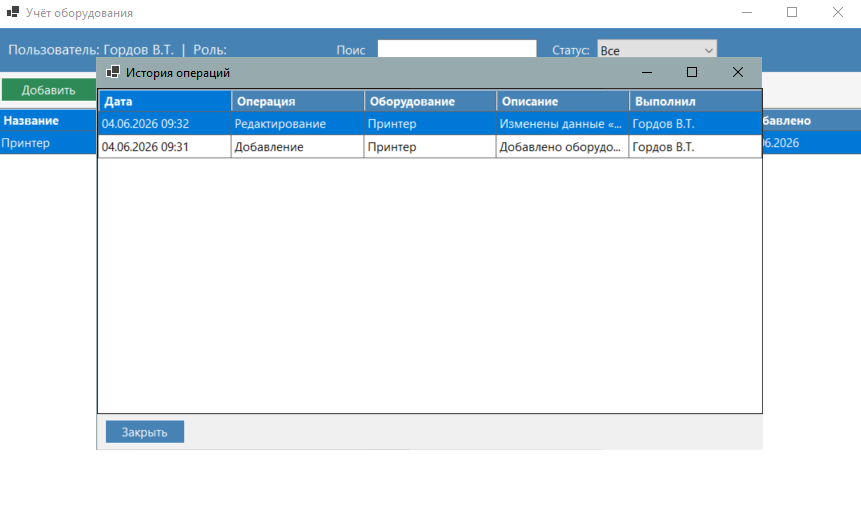 Учёт оборудования
Пользователь: Гордов В.Т. | Роль: Поиск Статус: Все
История операций
Добавить
Дата Операция Оборудование Описание Выполнил
Название
04.06.2026 09:32 Редактирование Принтер Изменены данные «... Гордов В.Т.
Принтер 06.2026
04.06.2026 09:31 Добавление Принтер Добавлено оборудо... Гордов В.Т.
Закрыть